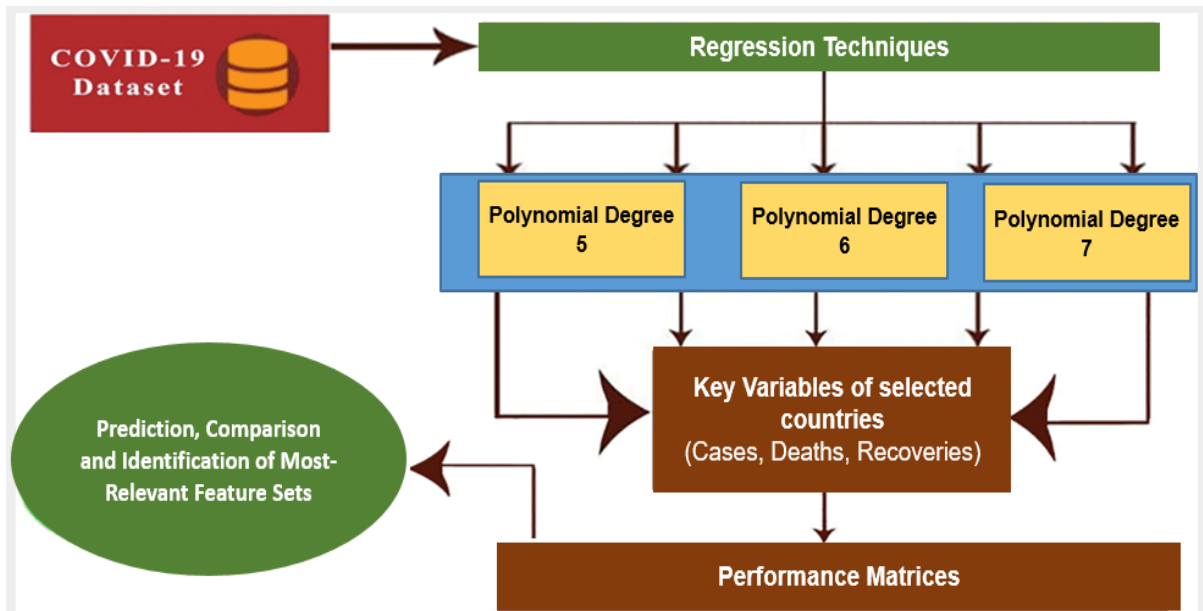 COVID-19
Dataset
Regression Techniques
Polynomial Degree
5
Polynomial Degree
6
Polynomial Degree
7
Key Variables of selected
countries
(Cases, Deaths, Recoveries)
Prediction, Comparison
and Identification of Most-
Relevant Feature Sets
Performance Matrices